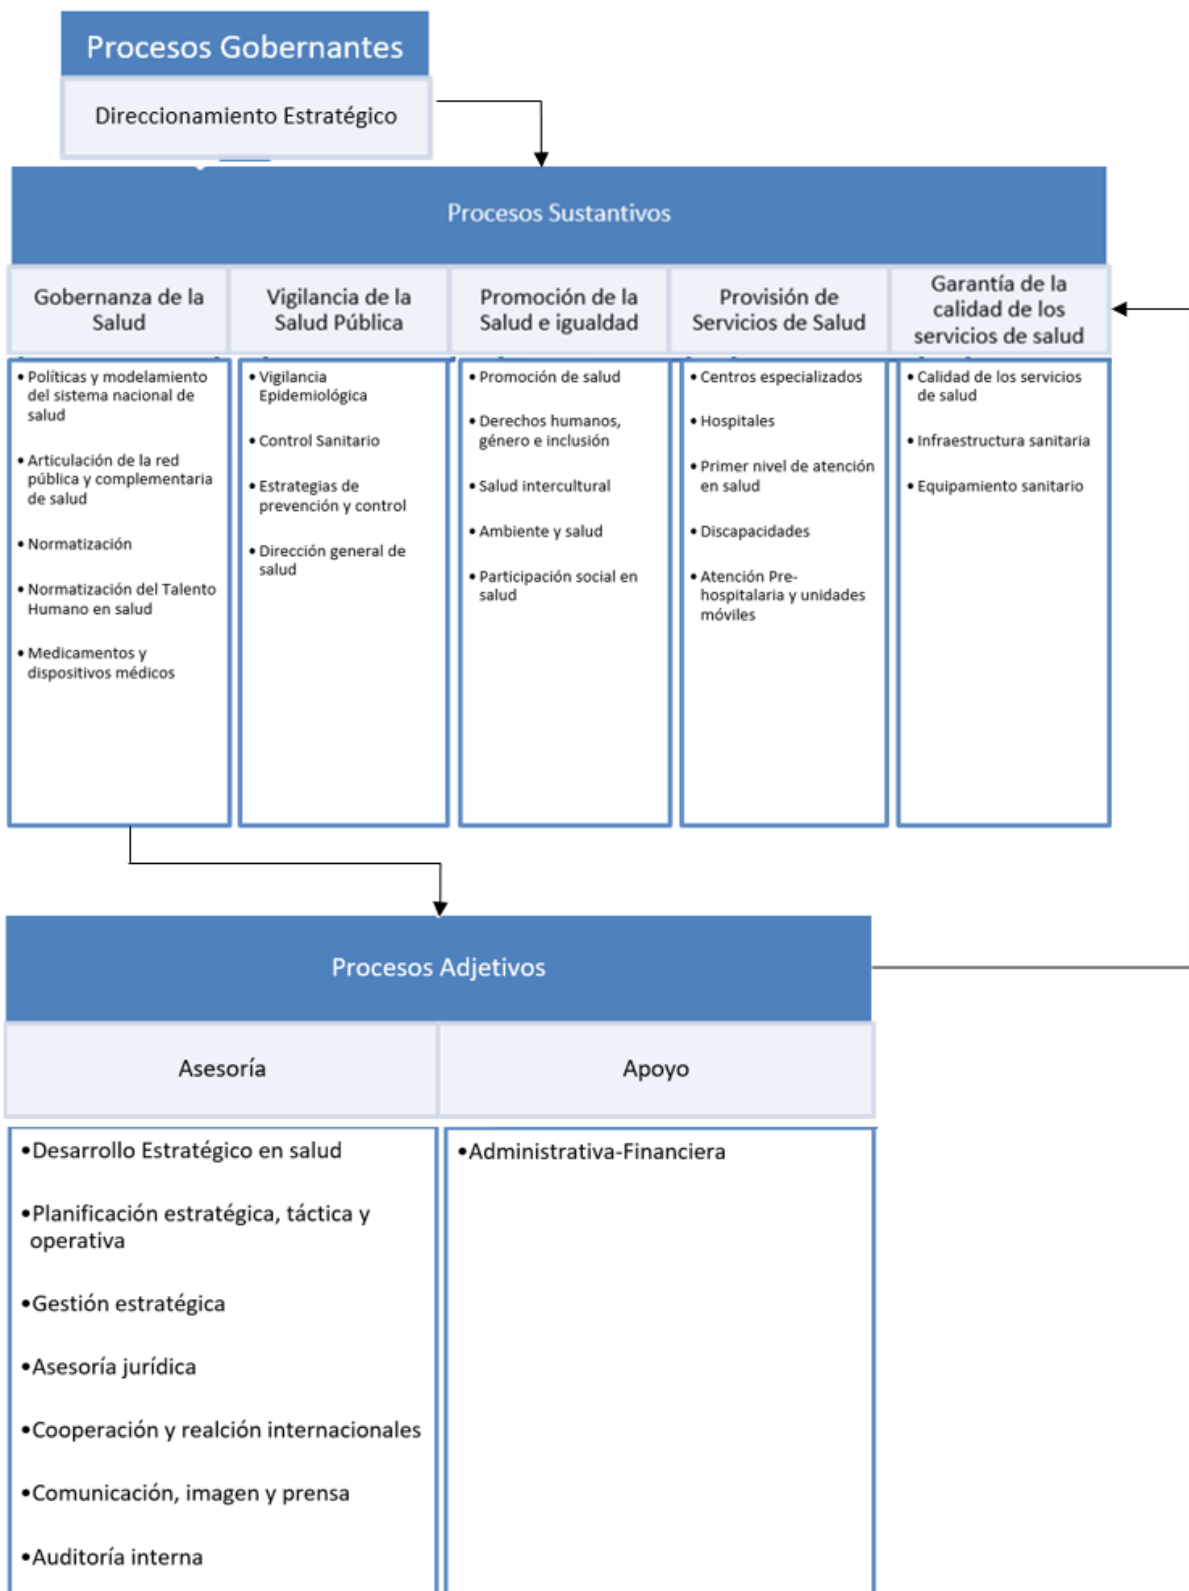 Procesos Gobernantes
Direccionamiento Estratégico
Procesos Sustantivos
Gobernanza de la
Salud
• Políticas y modelamiento
del sistema nacional de
salud
• Articulación de la red
pública y complementaria
de salud
• Normatización
• Normatización del Talento
Humano en salud
• Medicamentos y
dispositivos médicos
Vigilancia de la
Salud Pública
• Vigilancia
Epidemiológica
• Control Sanitario
• Estrategias de
prevención y control
• Dirección general de
salud
Promoción de la
Salud e igualdad
• Promoción de salud
• Derechos humanos,
género e inclusión
• Salud intercultural
• Ambiente y salud
• Participación social en
salud
Provisión de
Servicios de Salud
• Centros especializados
• Hospitales
• Primer nivel de atención
en salud
• Discapacidades
• Atención Pre-
hospitalaria y unidades
móviles
Garantía de la
calidad de los
servicios de salud
• Calidad de los servicios
de salud
• Infraestructura sanitaria
• Equipamiento sanitario
Procesos Adjetivos
Asesoría
•Desarrollo Estratégico en salud
•Planificación estratégica, táctica y
operativa
•Gestión estratégica
•Asesoría jurídica
•Cooperación y realción internacionales
•Comunicación, imagen y prensa
•Auditoría interna
Apoyo
•Administrativa-Financiera